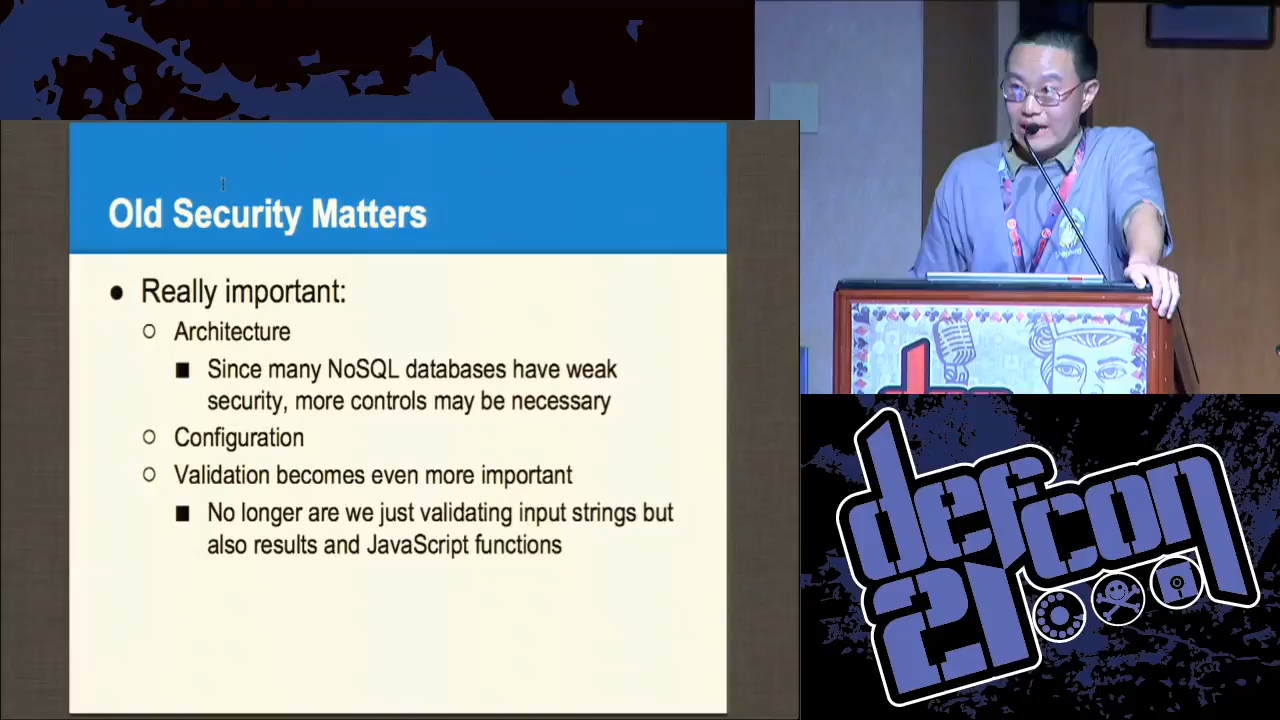 Old Security Matters
● Really important:
○ Architecture
■ Since many NoSQL databases have weak
security, more controls may be necessary
○ Configuration
○ Validation becomes even more important
■ No longer are we just validating input strings but
also results and JavaScript functions
defcon
21